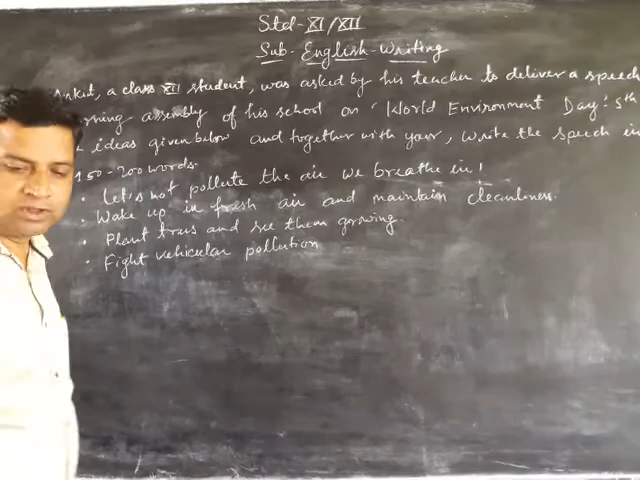 Std - XI/XII
Sub - English - Writing
Ankit, a class XII student, was asked by his teacher to deliver a speech
assembly of his school on 'World Environment Day: 5th
ideas given below and together with your, write the speech in
150 - 200 words.
• Let's not pollute the air we breathe in!
• Wake up in fresh air and maintain cleanliness.
• Plant trees and see them growing.
• Fight vehicular pollution